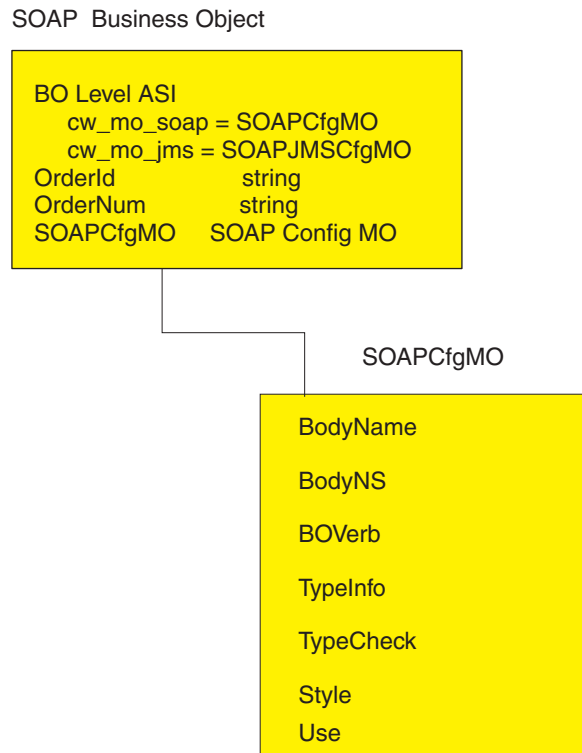 SOAP Business Object
BO Level ASI
cw_mo_soap = SOAPCfgMO
cw_mo_jms = SOAPJMSCfgMO
OrderId string
OrderNum string
SOAPCfgMO SOAP Config MO
SOAPCfgMO
BodyName
BodyNS
BOVerb
TypeInfo
TypeCheck
Style
Use